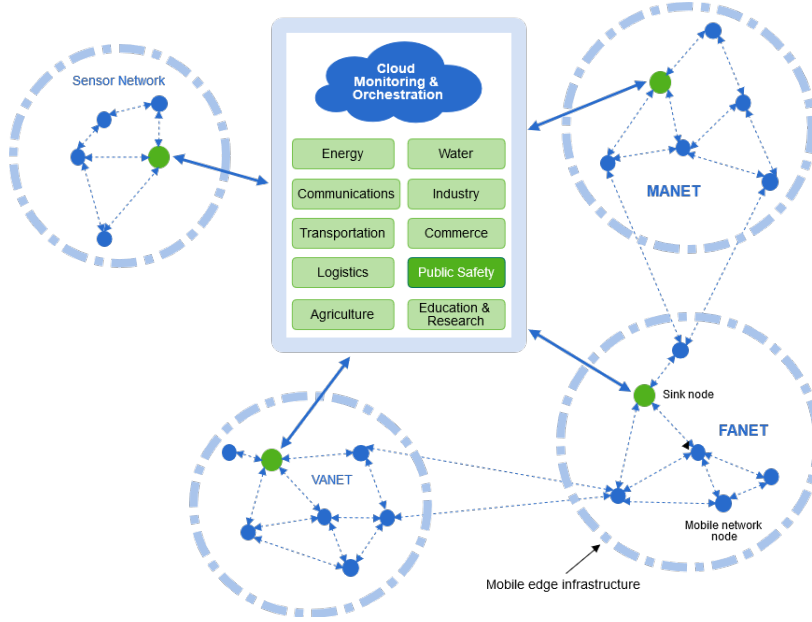 Sensor Network
Cloud
Monitoring &
Orchestration
Energy
Water
Communications
Industry
Transportation
Commerce
Logistics
Public Safety
Agriculture
Education &
Research
MANET
Sink node
FANET
VANET
Mobile network
node
Mobile edge infrastructure